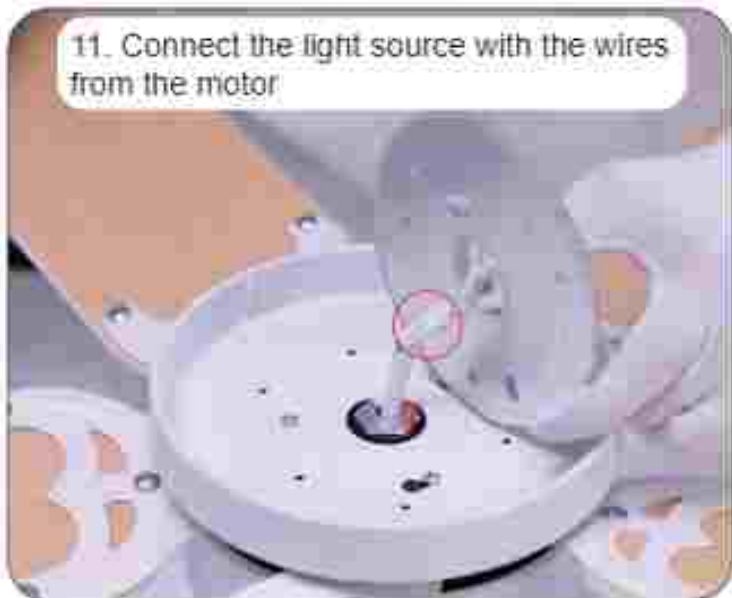 11. Connect the light source with the wires
from the motor